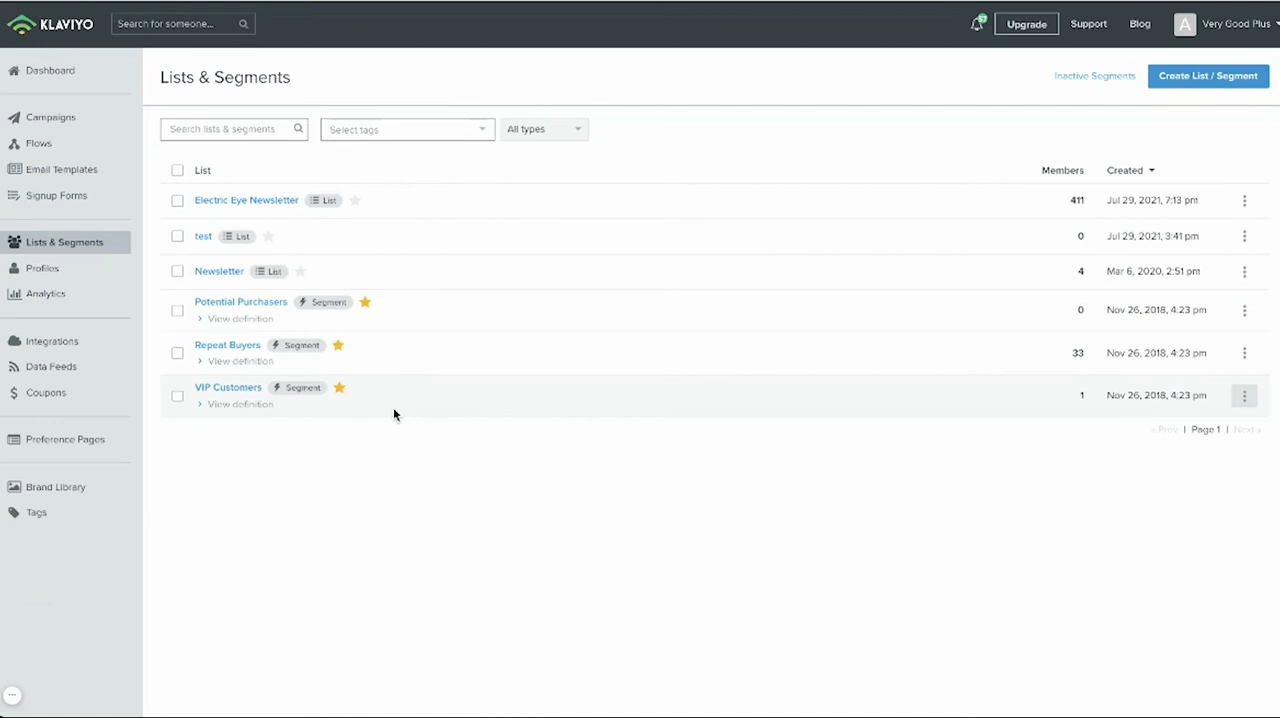 KLAVIYO
Search for someone...
57
Upgrade
Support
Blog
A
Very Good Plus
Dashboard
Campaigns
Flows
Email Templates
Signup Forms
Lists & Segments
Profiles
Analytics
Integrations
Data Feeds
Coupons
Preference Pages
Brand Library
Tags
Lists & Segments
Inactive Segments
Create List / Segment
Search lists & segments
Select tags
All types
List Members Created
Electric Eye Newsletter List 411 Jul 29, 2021, 7:13 pm
test List 0 Jul 29, 2021, 3:41 pm
Newsletter List 4 Mar 6, 2020, 2:51 pm
Potential Purchasers Segment 0 Nov 26, 2018, 4:23 pm
> View definition
Repeat Buyers Segment 33 Nov 26, 2018, 4:23 pm
> View definition
VIP Customers Segment 1 Nov 26, 2018, 4:23 pm
> View definition
« Prev | Page 1 | Next »